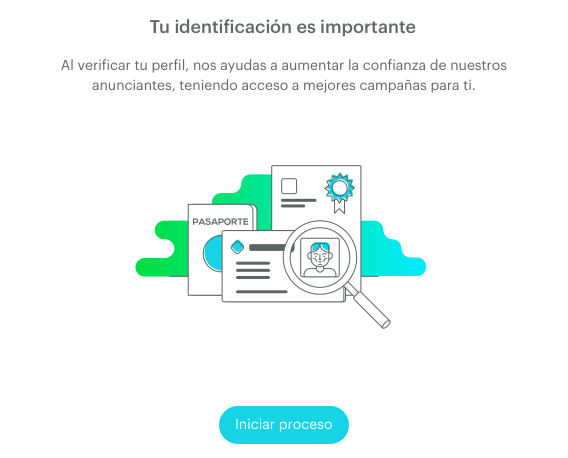 Tu identificación es importante
Al verificar tu perfil, nos ayudas a aumentar la confianza de nuestros
anunciantes, teniendo acceso a mejores campañas para ti.
PASAPORTE
Iniciar proceso